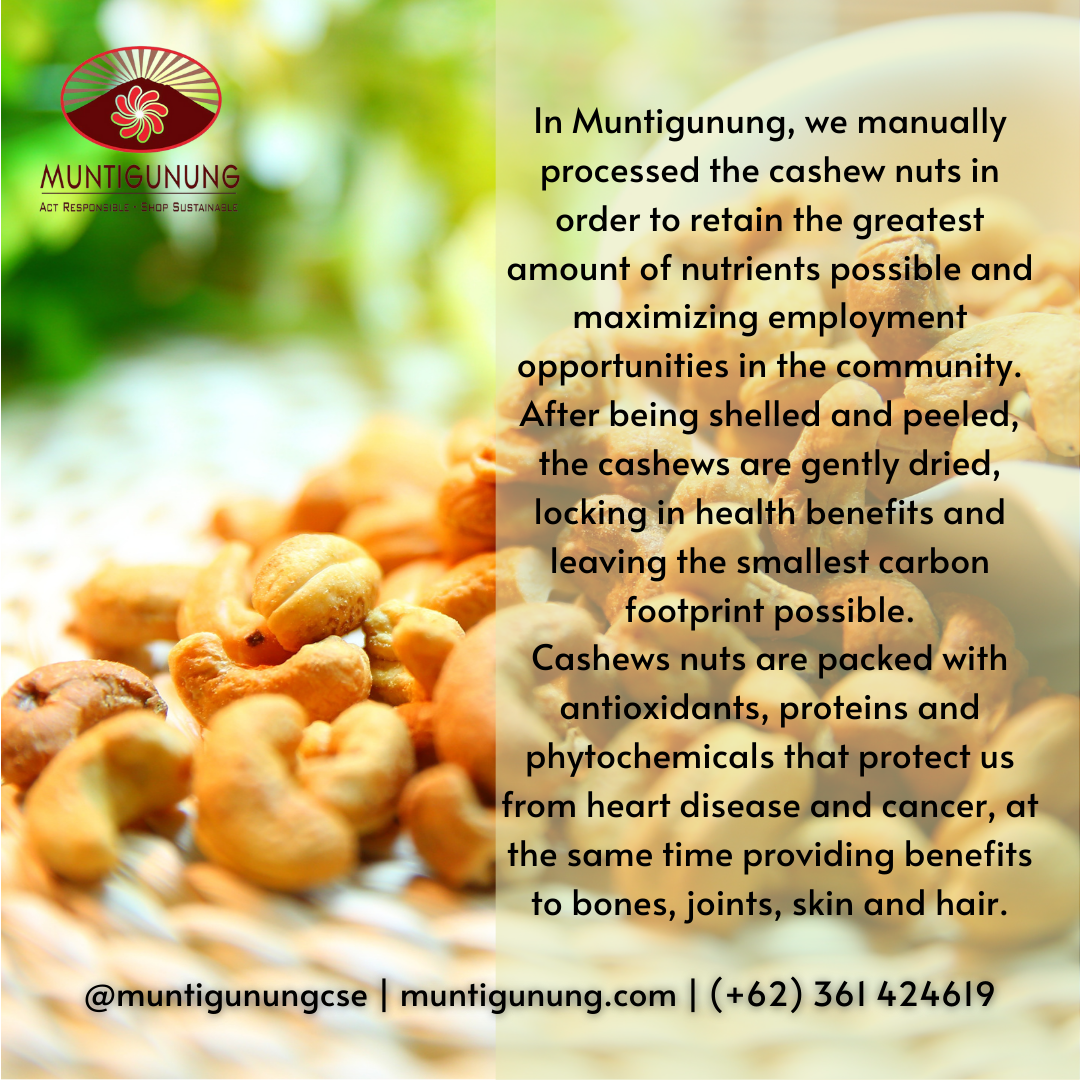 MUNTIGUNUNG
ACT RESPONSIBLE • SHOP SUSTAINABLE
In Muntigunung, we manually
processed the cashew nuts in
order to retain the greatest
amount of nutrients possible and
maximizing employment
opportunities in the community.
After being shelled and peeled,
the cashews are gently dried,
locking in health benefits and
leaving the smallest carbon
footprint possible.
Cashews nuts are packed with
antioxidants, proteins and
phytochemicals that protect us
from heart disease and cancer, at
the same time providing benefits
to bones, joints, skin and hair.
@muntigunungcse | muntigunung.com | (+62) 361 424619